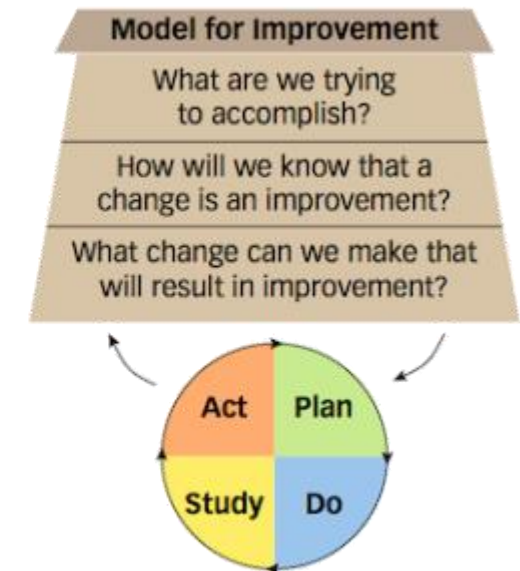 Model for Improvement
What are we trying
to accomplish?
How will we know that a
change is an improvement?
What change can we make that
will result in improvement?
Act
Plan
Study
Do